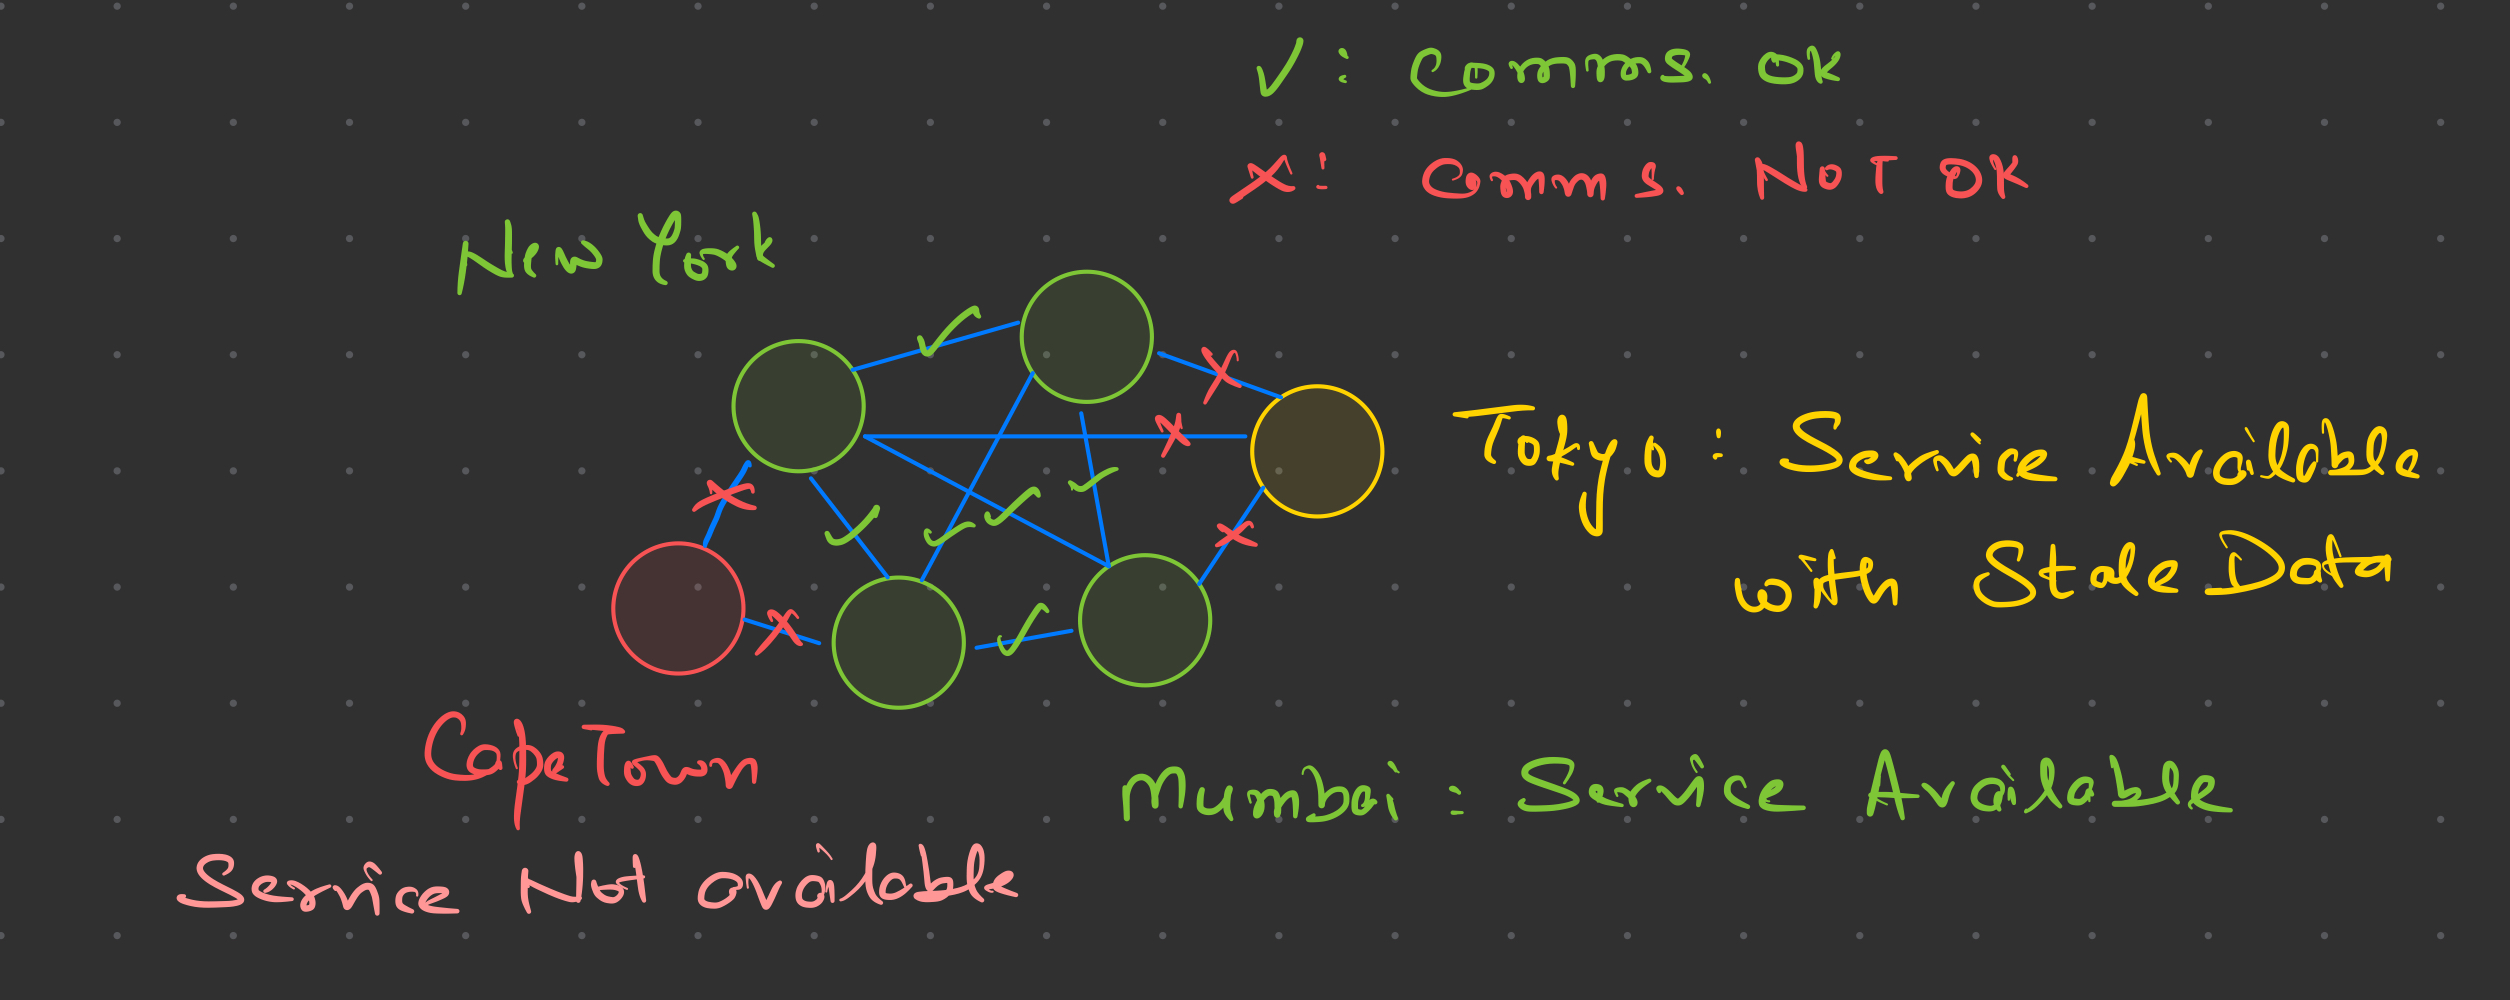 ✓ : Comms. OK
X : Comms. NOT OK
New York
Tokyo : Service Available
with Stale Data
Cape Town
Mumbai : Service Available
Service Not available